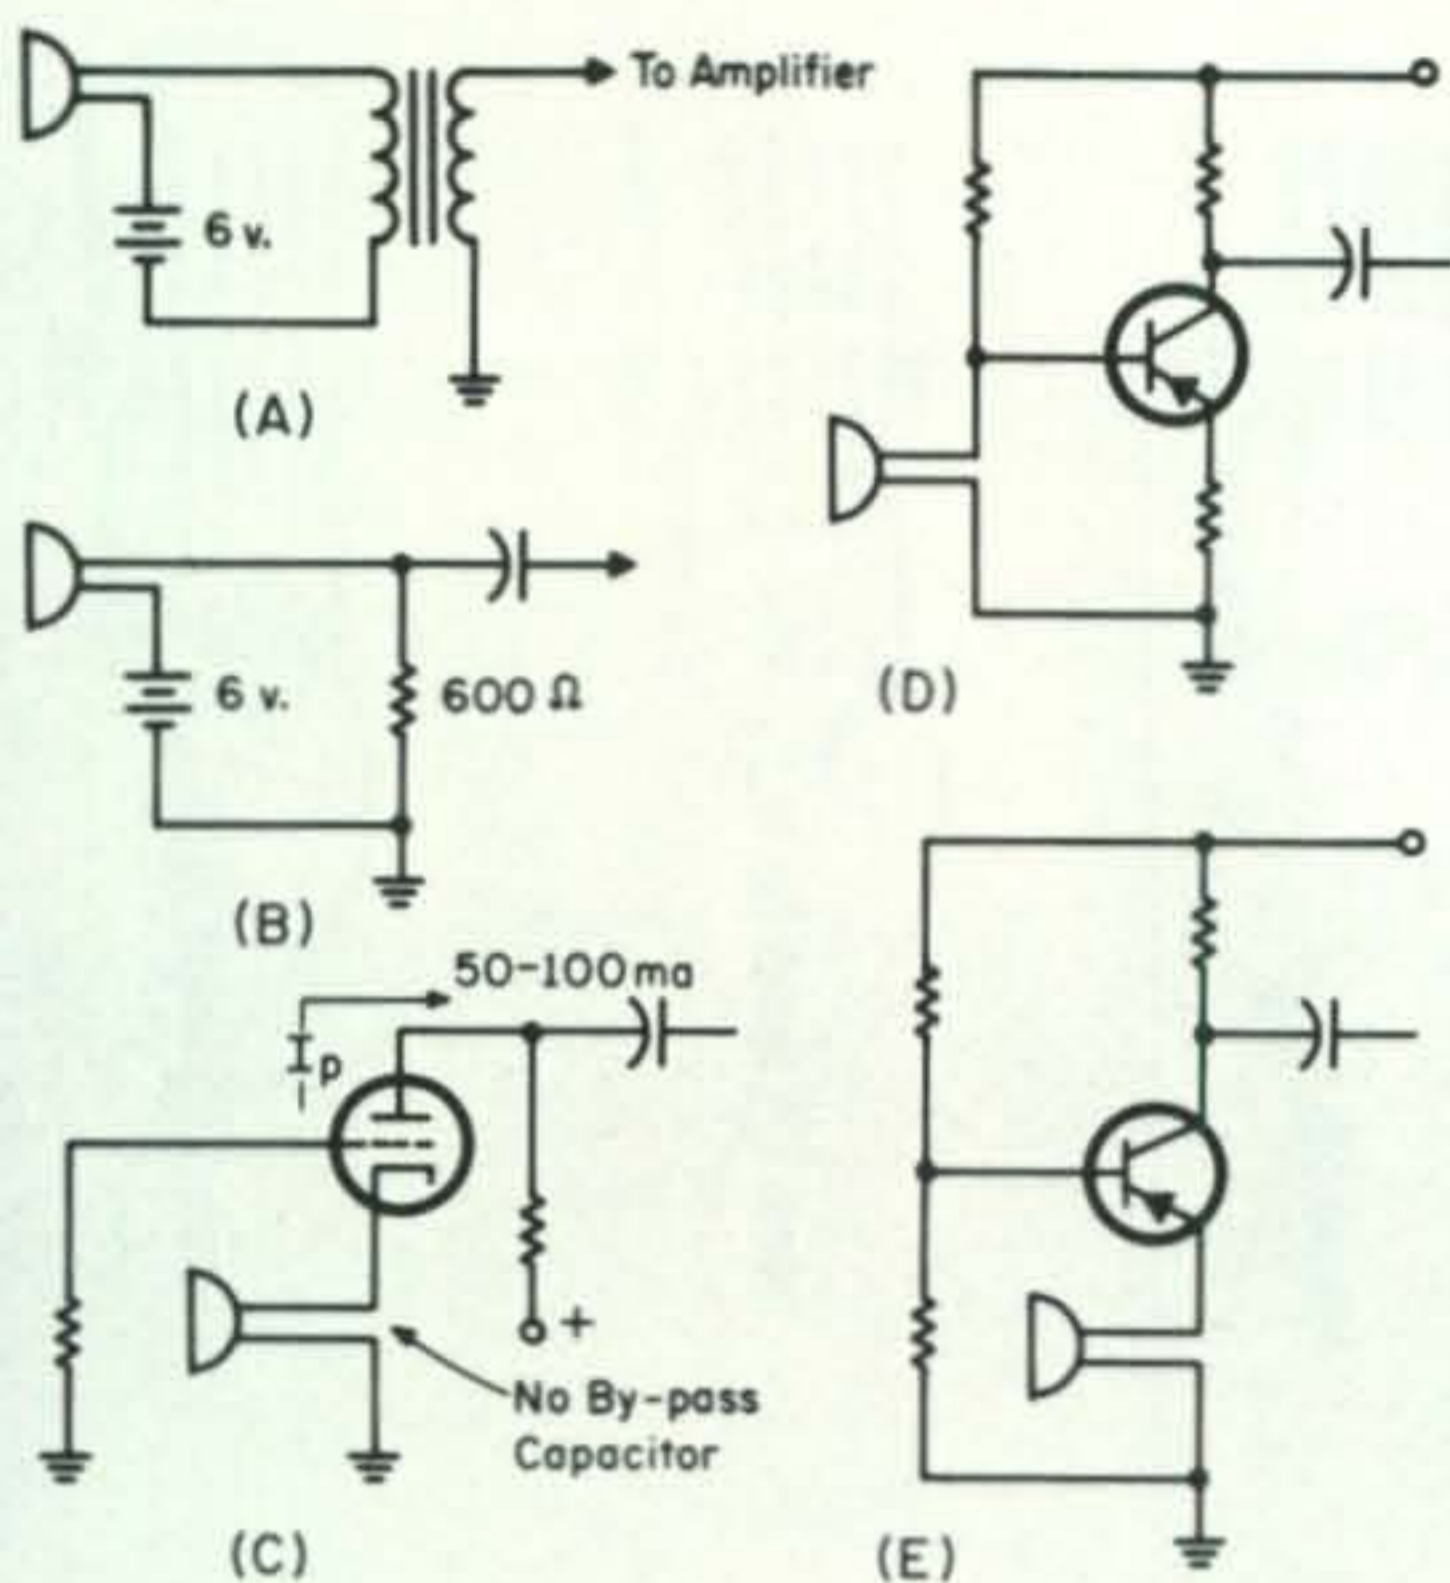 To Amplifier
6 v.
(A)
6 v.
600 Ω
(B)
50-100 ma
Ip
+
No By-pass
Capacitor
(C)
(D)
(E)